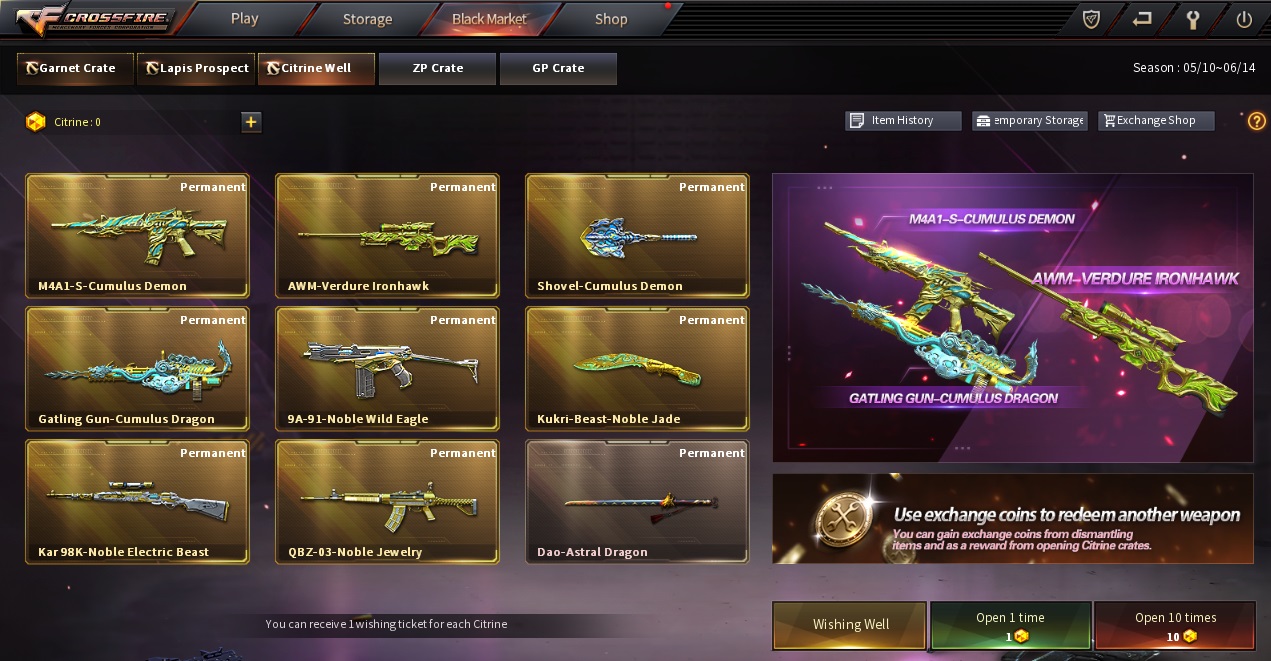 CROSSFIRE
Play
Storage
Black Market
Shop
Garnet Crate
Lapis Prospect
Citrine Well
ZP Crate
GP Crate
Season : 05/10~06/14
Citrine : 0
Item History
emporary Storage
Exchange Shop
Permanent
M4A1-S-Cumulus Demon
Permanent
AWM-Verdure Ironhawk
Permanent
Shovel-Cumulus Demon
Permanent
Gatling Gun-Cumulus Dragon
Permanent
9A-91-Noble Wild Eagle
Permanent
Kukri-Beast-Noble Jade
Permanent
Kar 98K-Noble Electric Beast
Permanent
QBZ-03-Noble Jewelry
Permanent
Dao-Astral Dragon
M4A1-S-CUMULUS DEMON
AWM-VERDURE IRONHAWK
GATLING GUN-CUMULUS DRAGON
Use exchange coins to redeem another weapon
You can gain exchange coins from dismantling
items and as a reward from opening Citrine crates.
You can receive 1 wishing ticket for each Citrine
Wishing Well
Open 1 time
1
Open 10 times
10